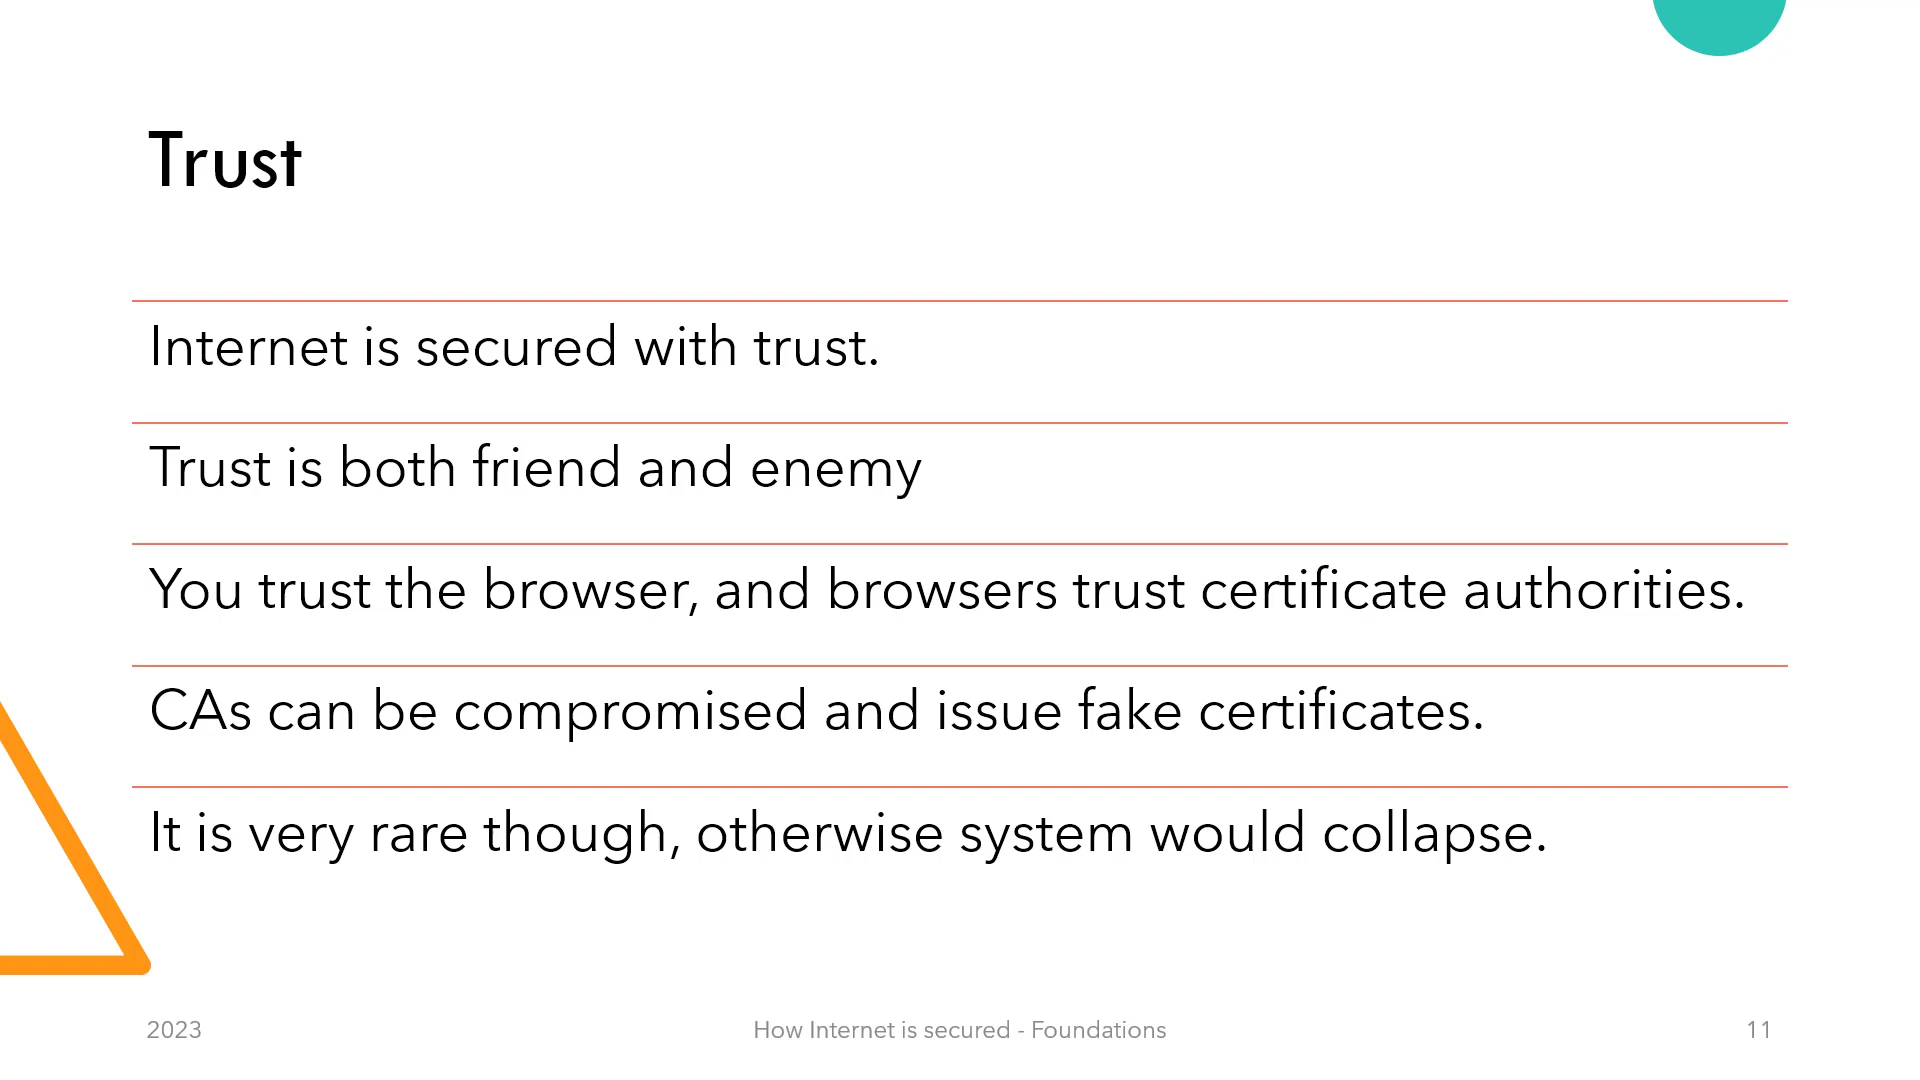 Trust
Internet is secured with trust.
Trust is both friend and enemy
You trust the browser, and browsers trust certificate authorities.
CAs can be compromised and issue fake certificates.
It is very rare though, otherwise system would collapse.
2023
How Internet is secured - Foundations
11